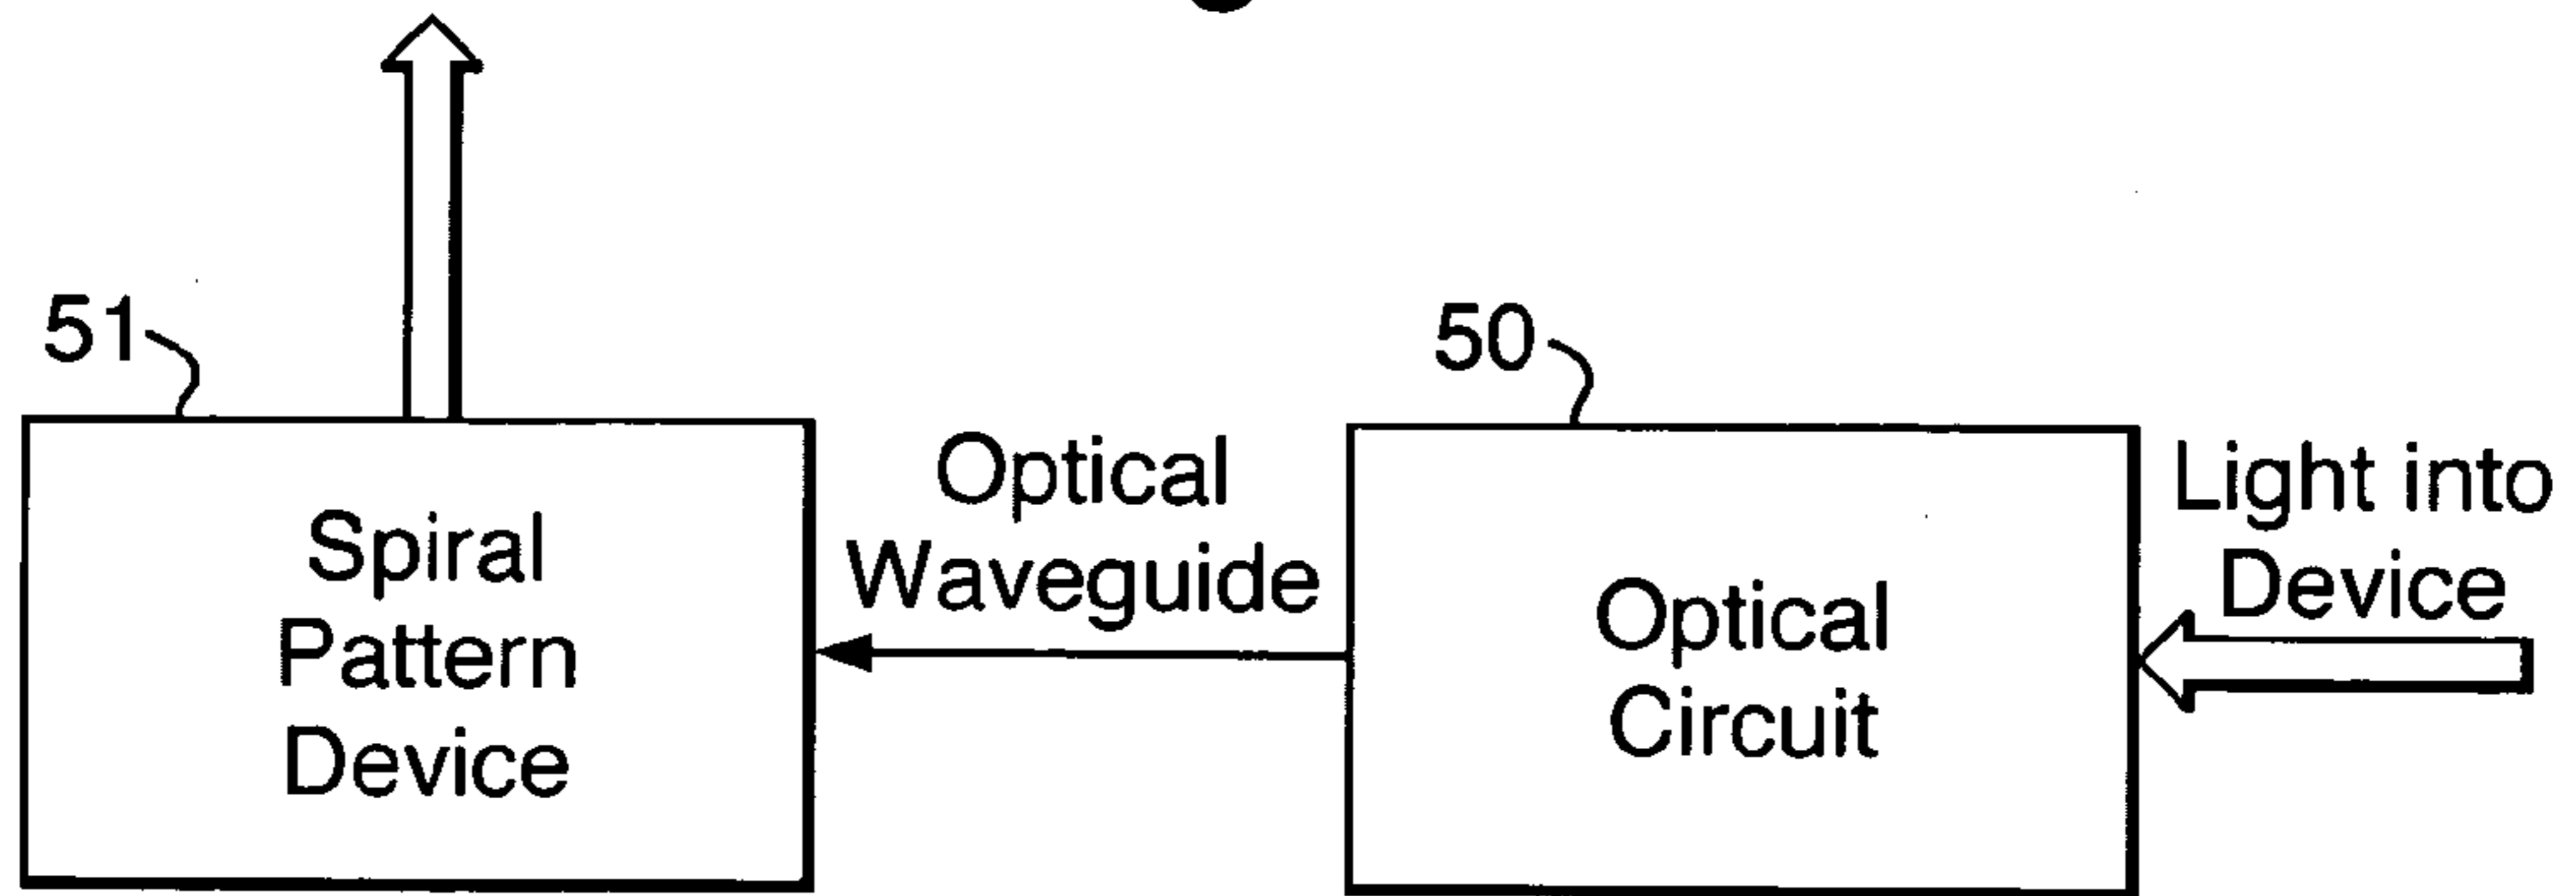 51
50
Spiral
Pattern
Device
Optical
Waveguide
Optical
Circuit
Light into
Device